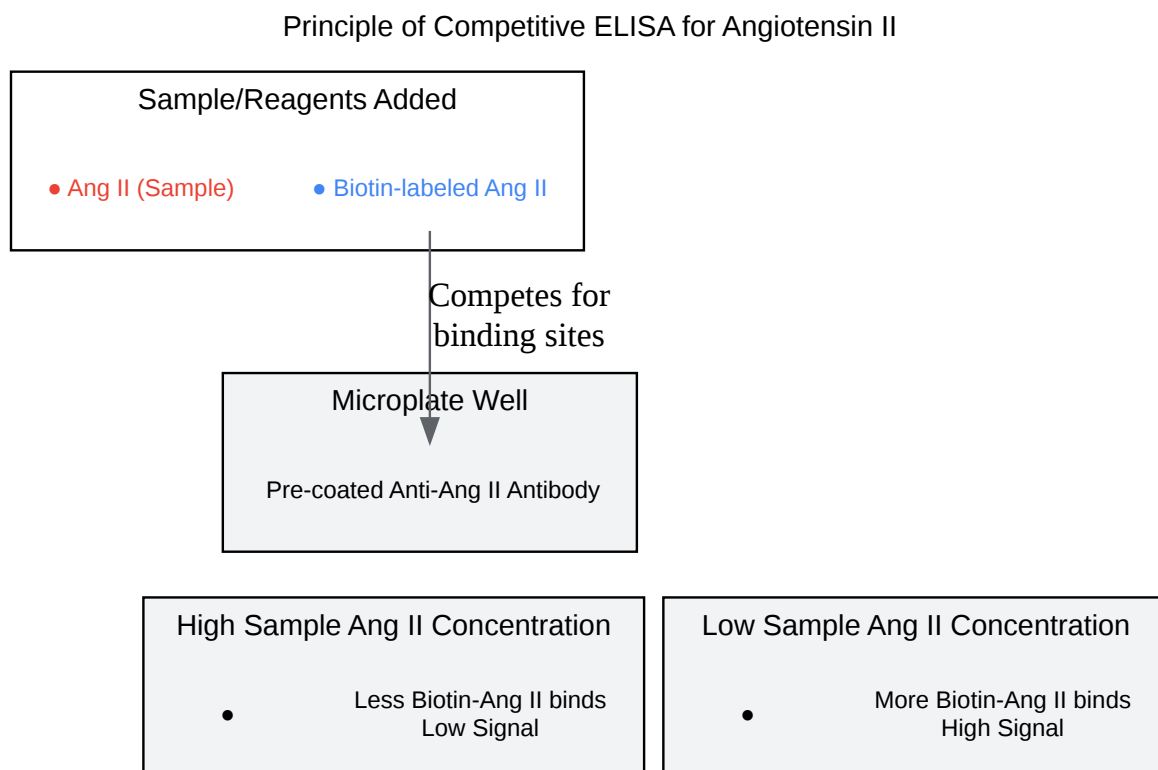 Principle of Competitive ELISA for Angiotensin II
Sample/Reagents Added
● Ang II (Sample)
● Biotin-labeled Ang II
Competes for
binding sites
Microplate Well
Pre-coated Anti-Ang II Antibody
High Sample Ang II Concentration
● Less Biotin-Ang II binds
Low Signal
Low Sample Ang II Concentration
● More Biotin-Ang II binds
High Signal